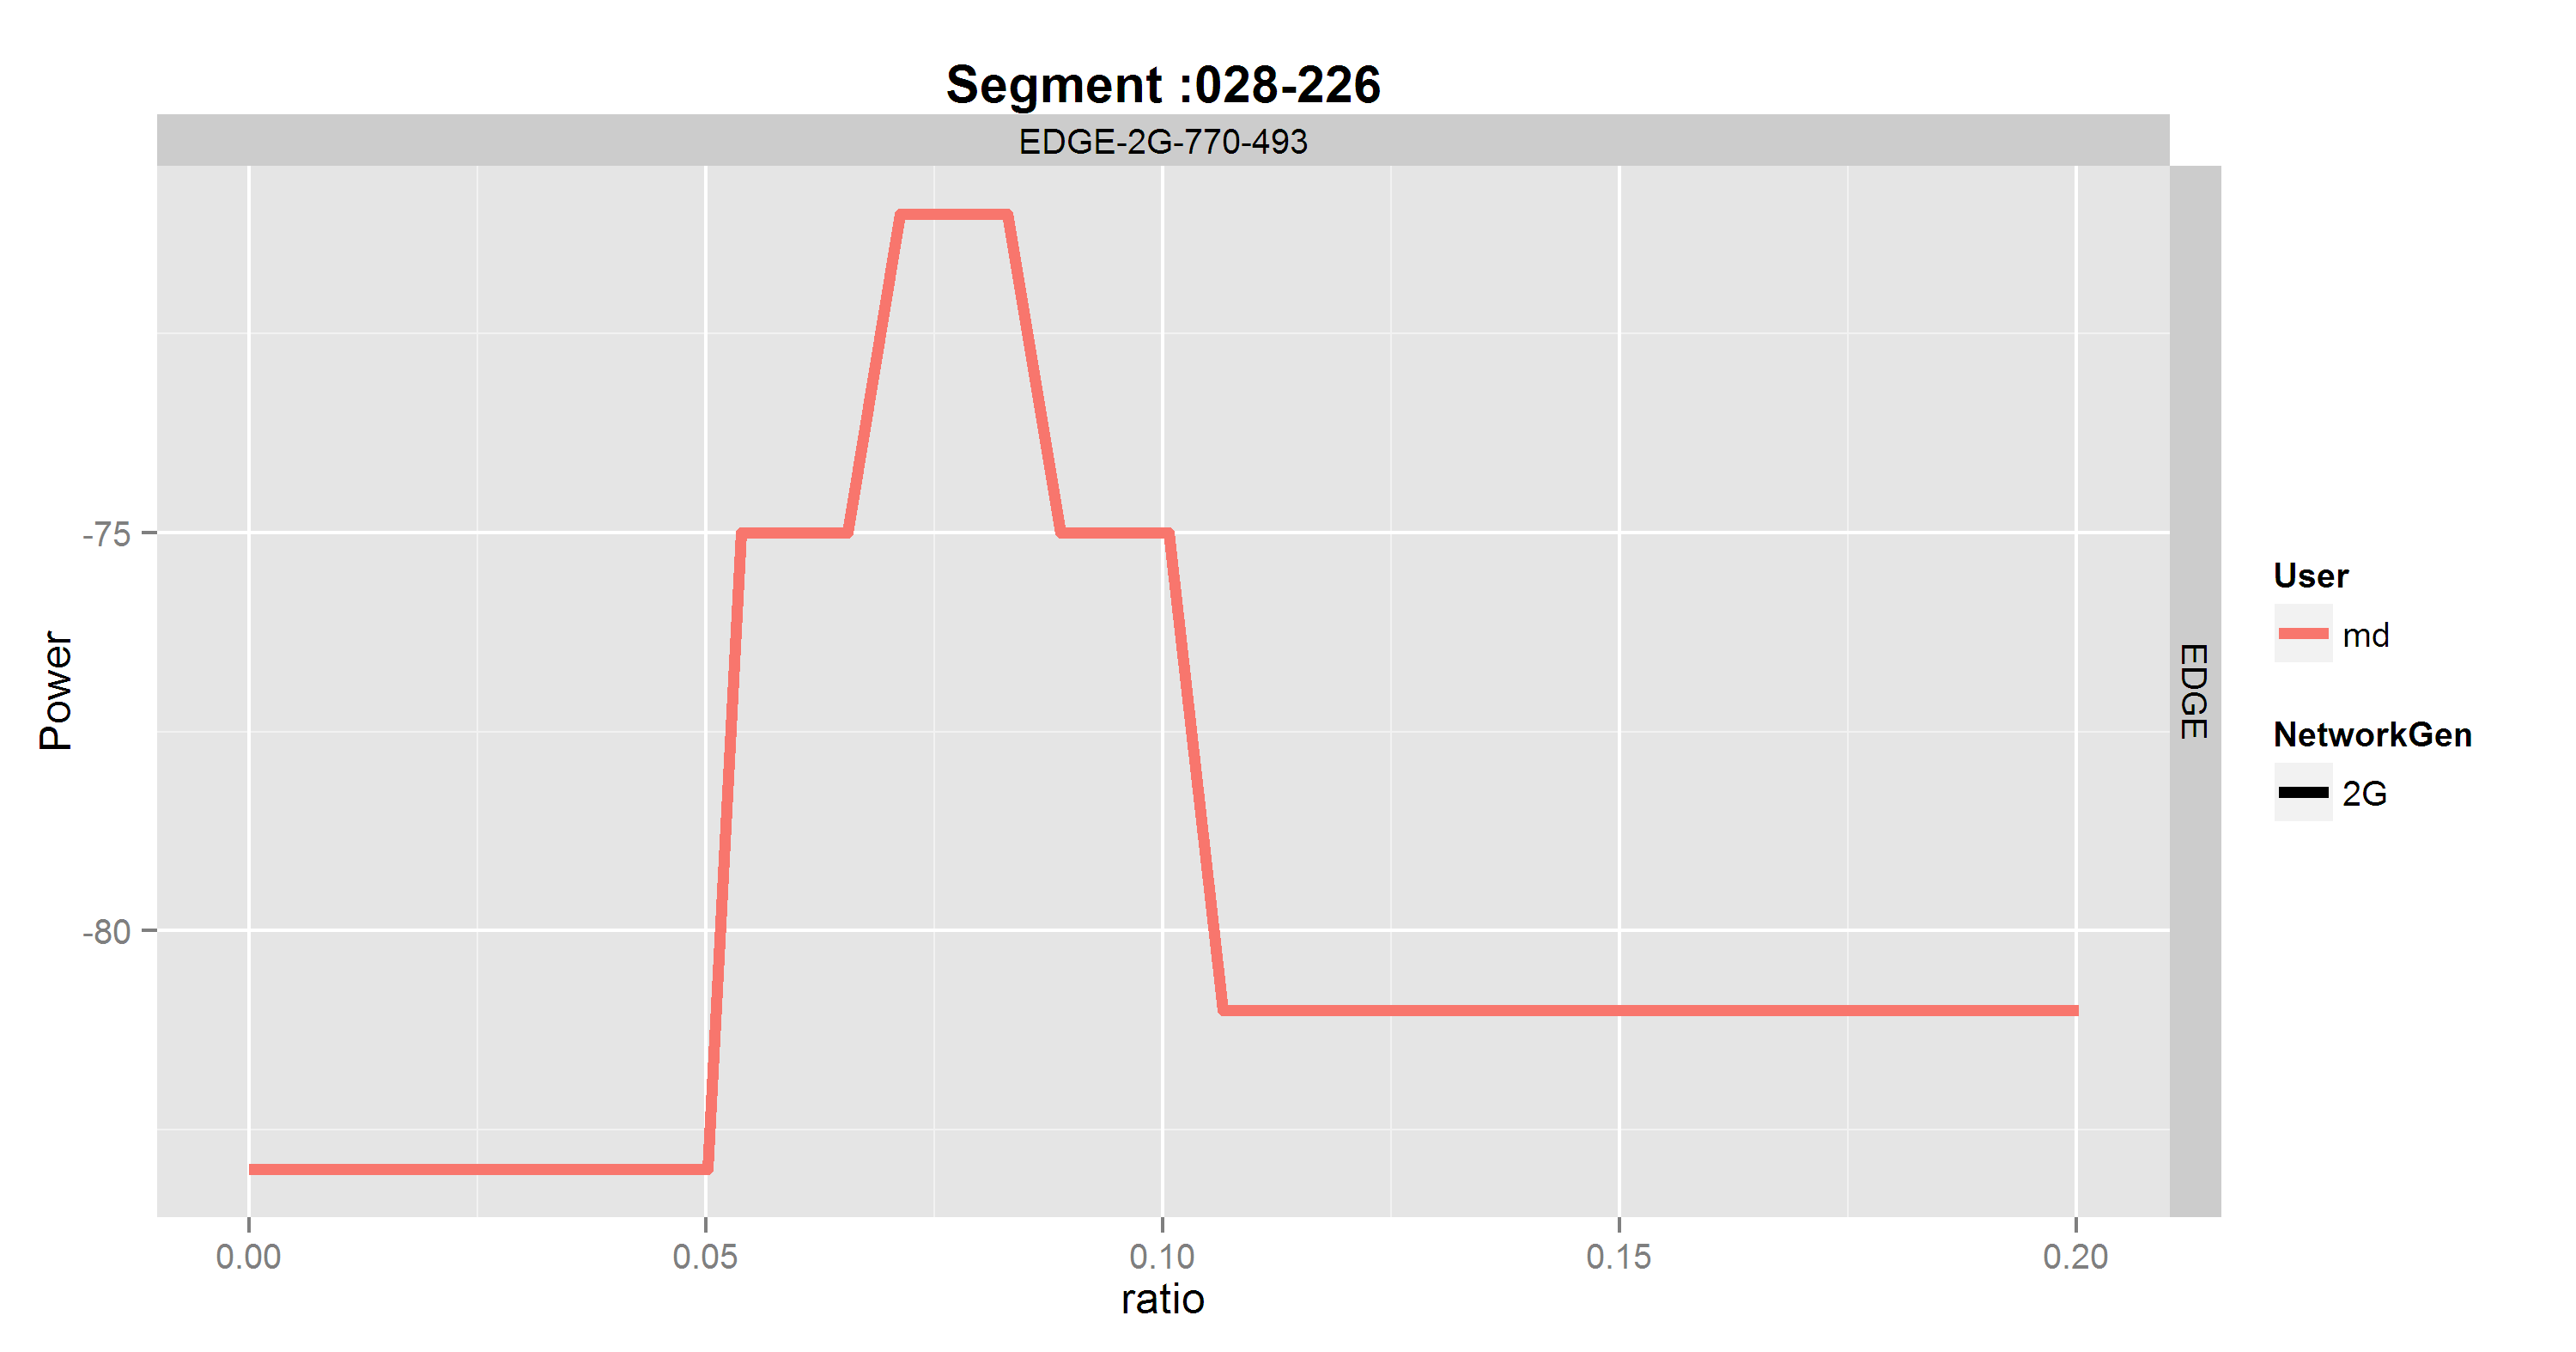 Segment :028-226
EDGE-2G-770-493
EDGE
Power
-75
-80
0.00 0.05 0.10 0.15 0.20
ratio
User
md
NetworkGen
2G